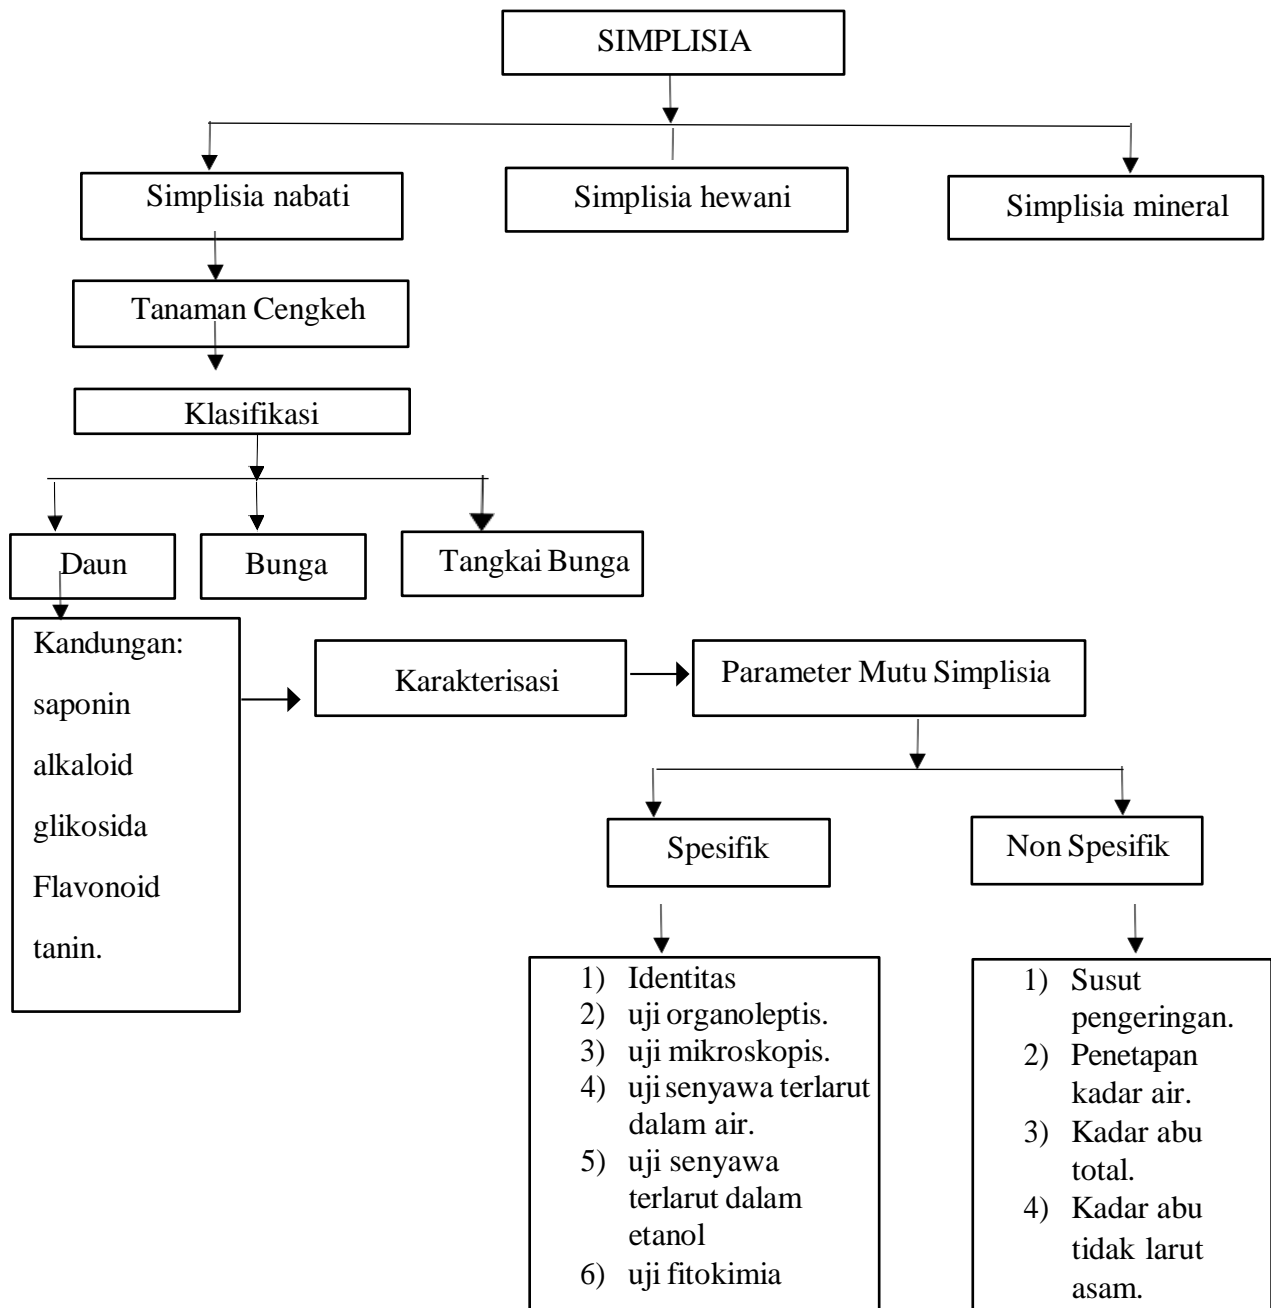 SIMPLISIA
Simplisia nabati
Simplisia hewani
Simplisia mineral
Tanaman Cengkeh
Klasifikasi
Daun
Bunga
Tangkai Bunga
Kandungan:
saponin
alkaloid
glikosida
Flavonoid
tanin.
Karakterisasi
Parameter Mutu Simplisia
Spesifik
Non Spesifik
1) Identitas
2) uji organoleptis.
3) uji mikroskopis.
4) uji senyawa terlarut
dalam air.
5) uji senyawa
terlarut dalam
etanol
6) uji fitokimia
1) Susut
pengeringan.
2) Penetapan
kadar air.
3) Kadar abu
total.
4) Kadar abu
tidak larut
asam.